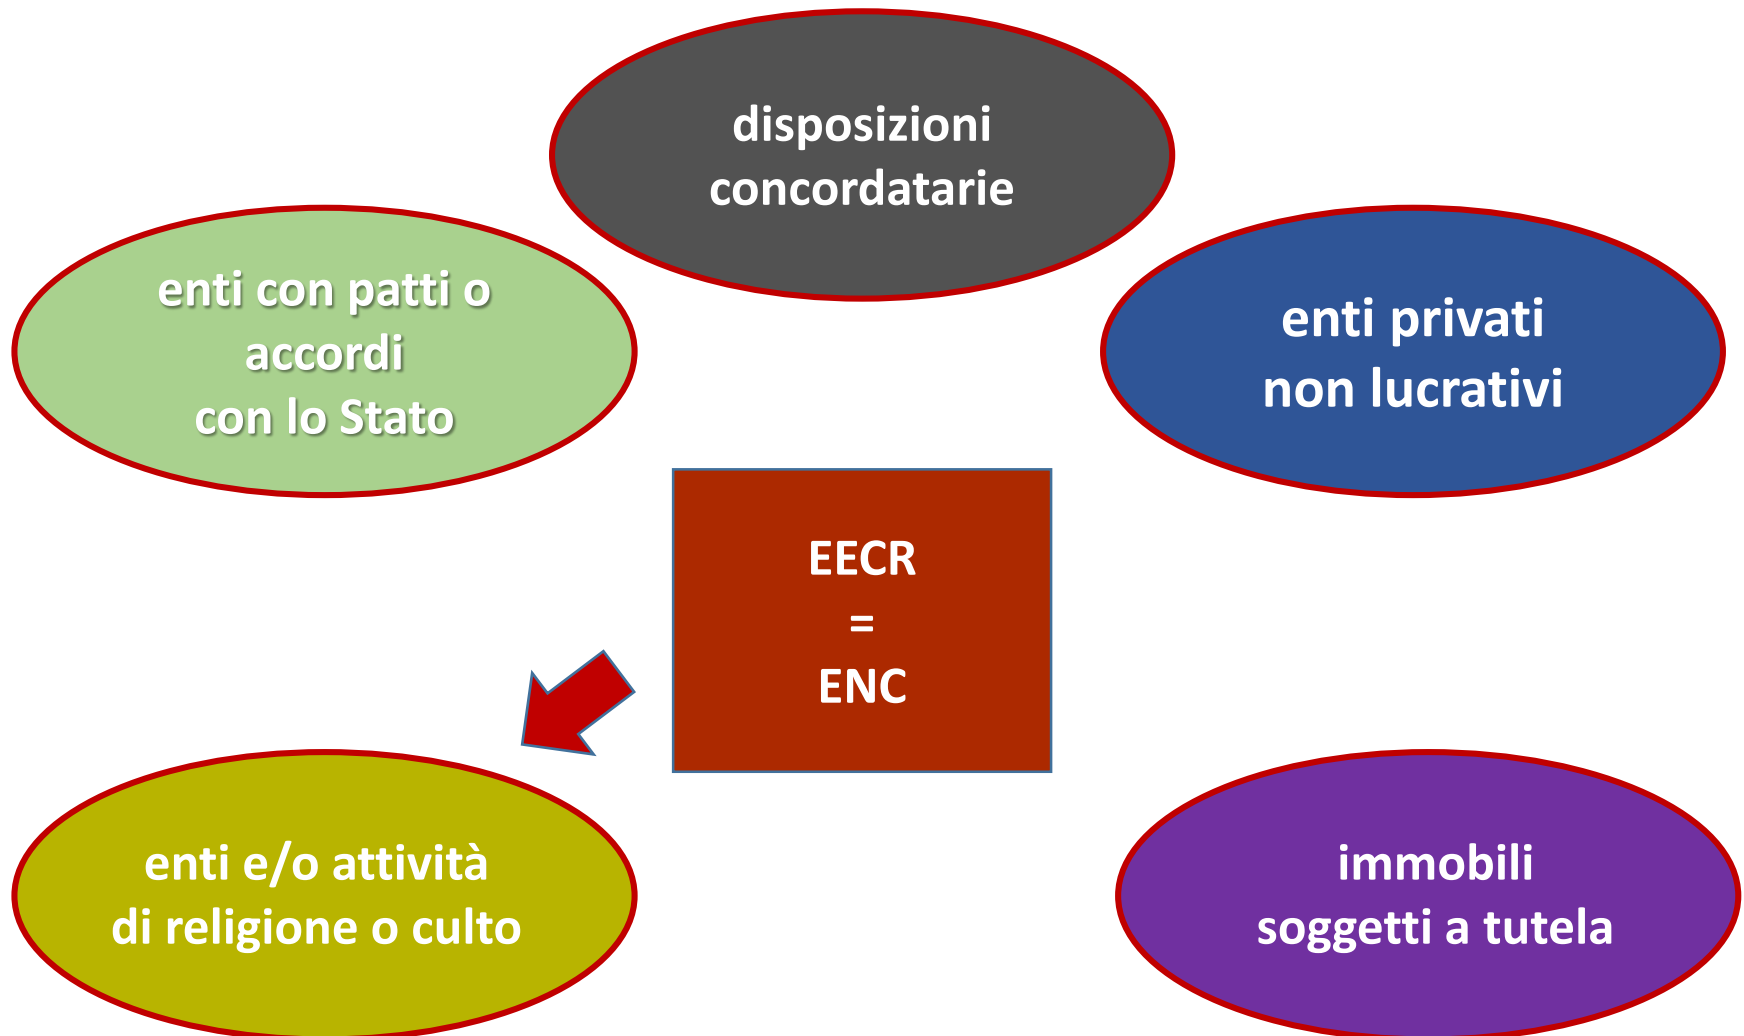 disposizioni
concordatarie
enti con patti o
accordi
con lo Stato
enti privati
non lucrativi
EECR
=
ENC
enti e/o attività
di religione o culto
immobili
soggetti a tutela